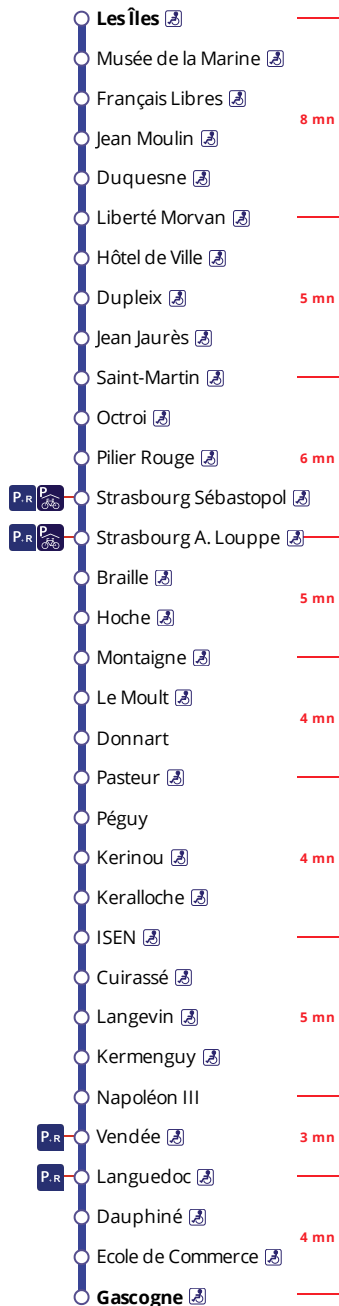 Les Îles
Musée de la Marine
Français Libres
8 mn
Jean Moulin
Duquesne
Liberté Morvan
Hôtel de Ville
Dupleix
5 mn
Jean Jaurès
Saint-Martin
Octroi
Pilier Rouge
6 mn
P+R P Strasbourg Sébastopol
P+R P Strasbourg A. Louppe
Braille
5 mn
Hoche
Montaigne
Le Moult
4 mn
Donnart
Pasteur
Péguy
Kerinou
4 mn
Keralloche
ISEN
Cuirassé
Langevin
5 mn
Kermenguy
Napoléon III
P+R Vendée
3 mn
P+R Languedoc
Dauphiné
4 mn
Ecole de Commerce
Gascogne